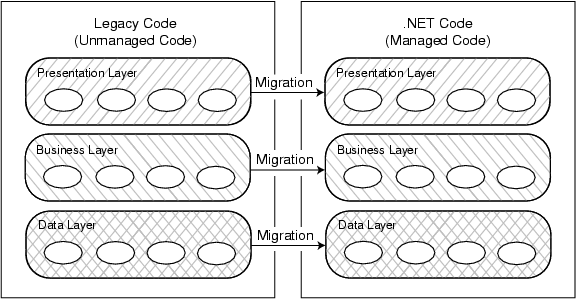 Legacy Code
(Unmanaged Code)
.NET Code
(Managed Code)
Presentation Layer
Migration
Presentation Layer
Business Layer
Migration
Business Layer
Data Layer
Migration
Data Layer